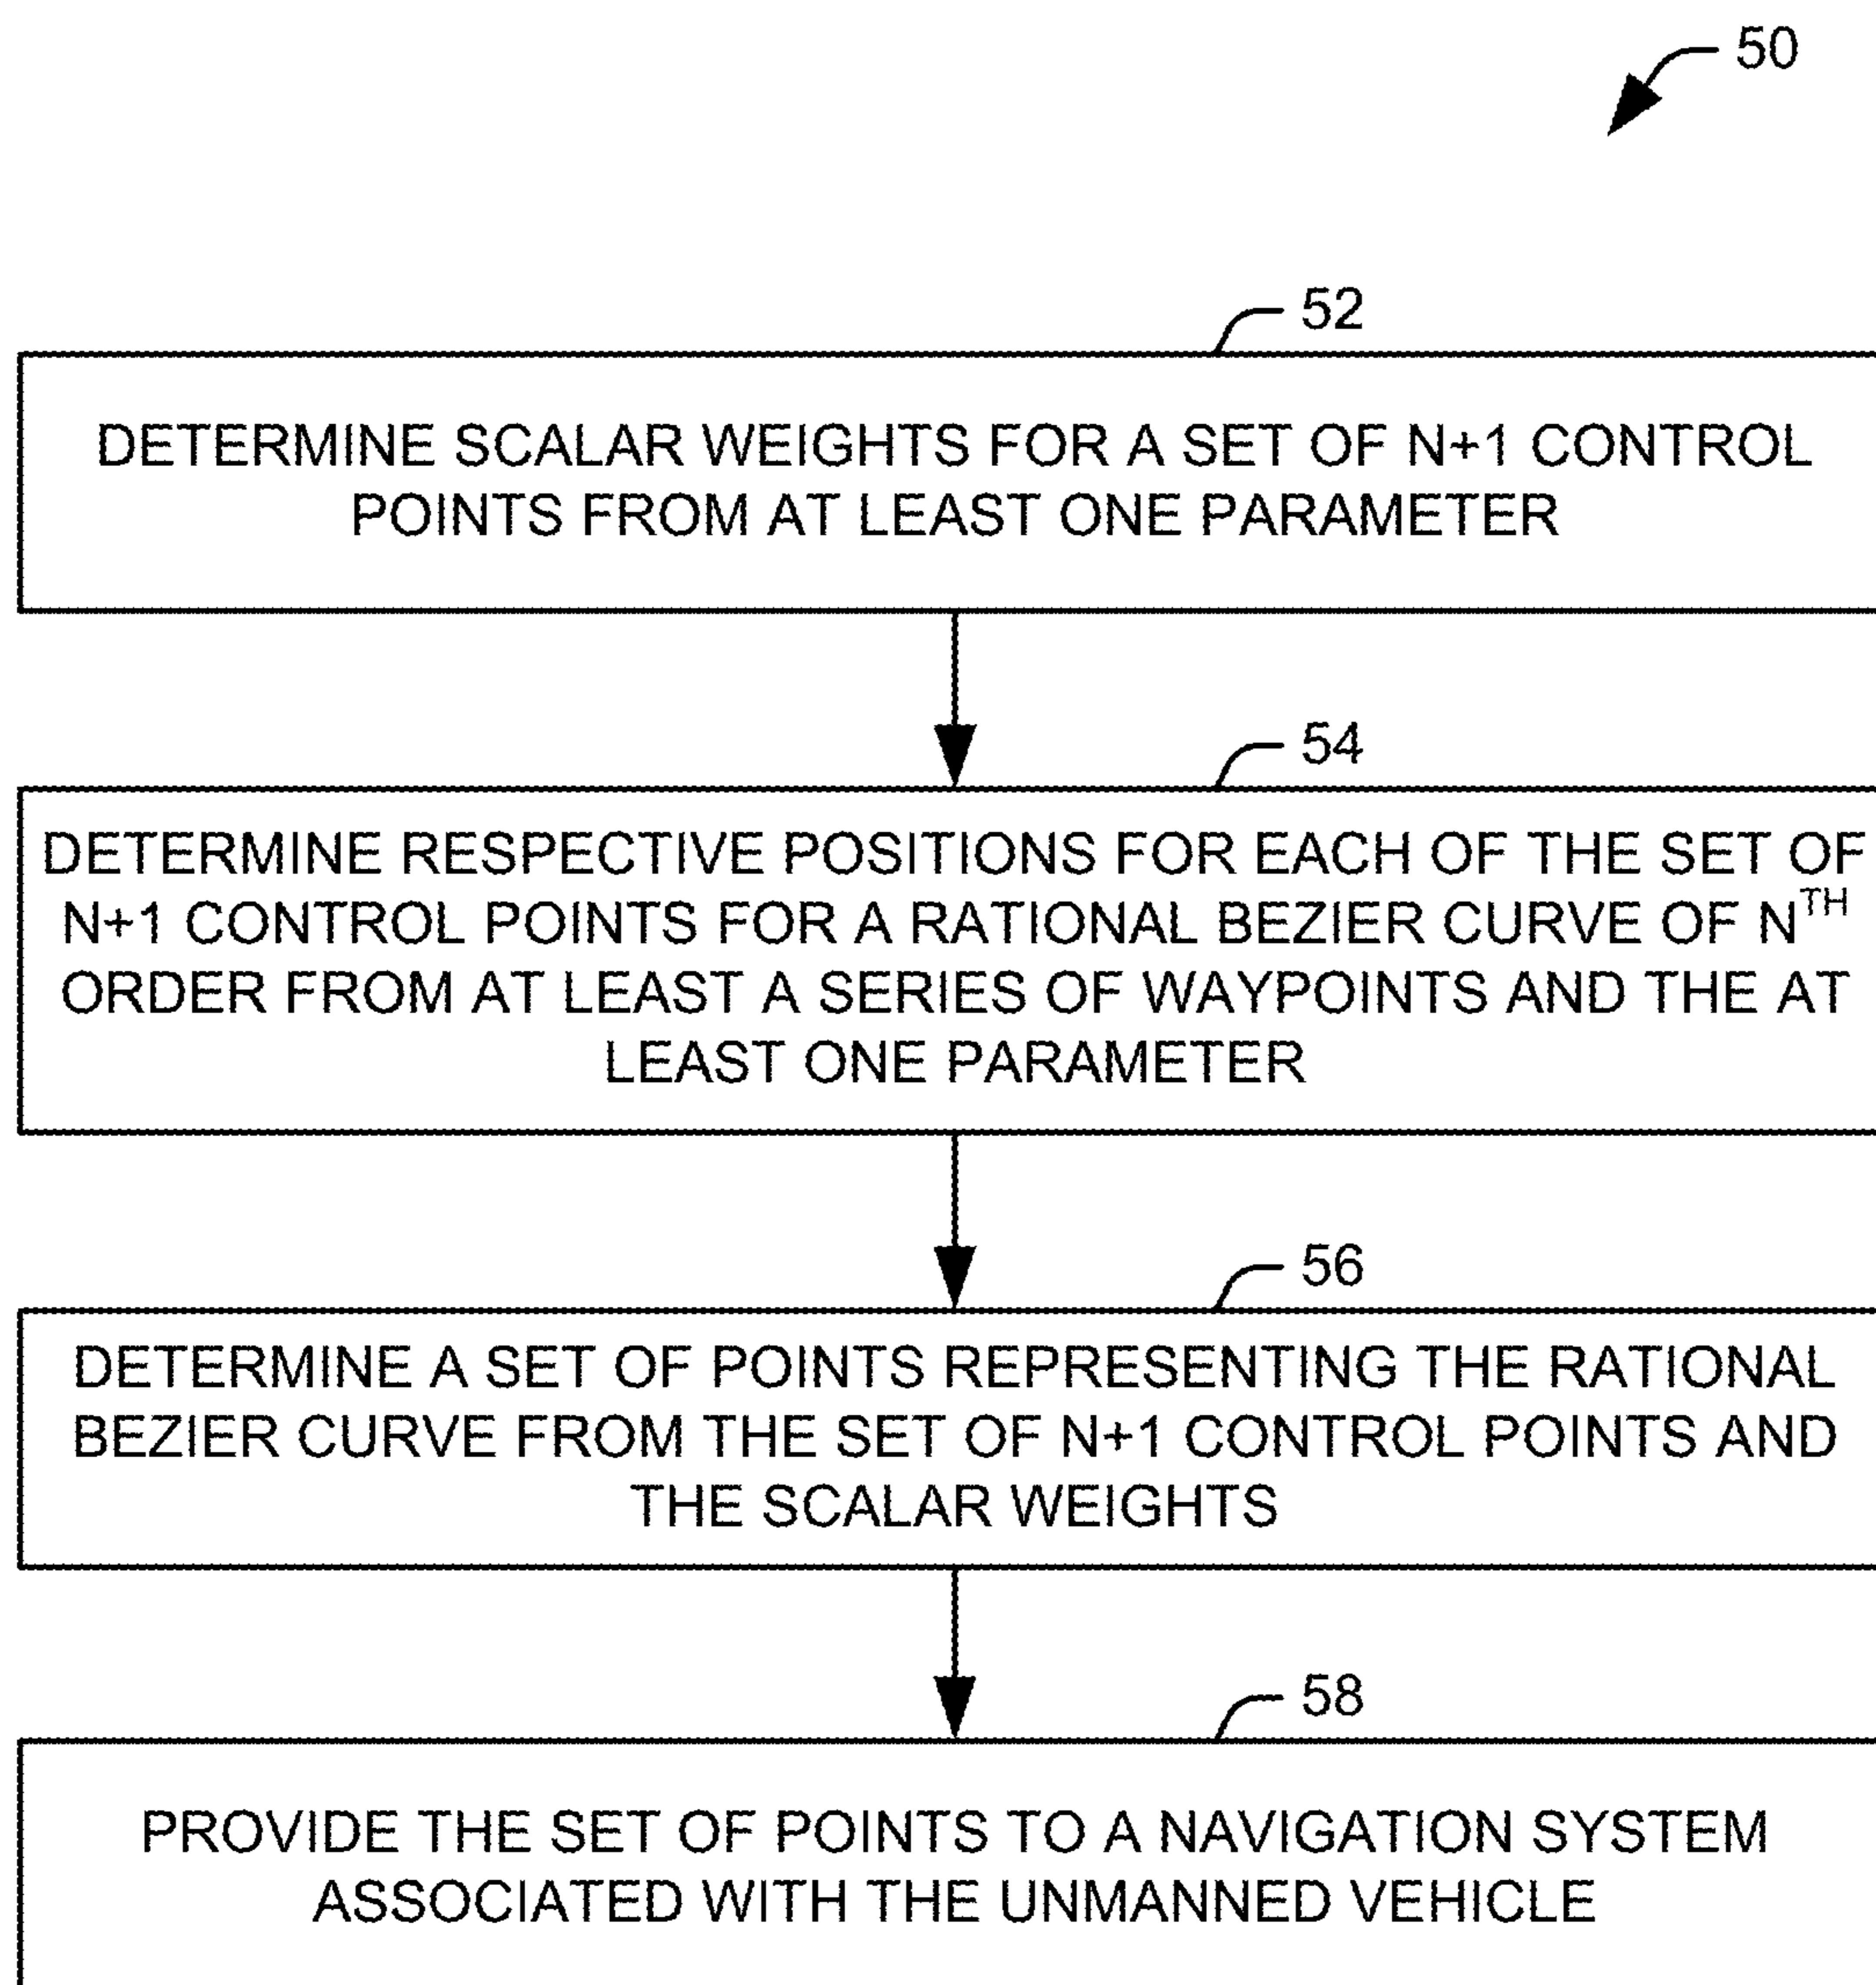 50
52
DETERMINE SCALAR WEIGHTS FOR A SET OF N+1 CONTROL
POINTS FROM AT LEAST ONE PARAMETER
54
DETERMINE RESPECTIVE POSITIONS FOR EACH OF THE SET OF
N+1 CONTROL POINTS FOR A RATIONAL BEZIER CURVE OF NTH
ORDER FROM AT LEAST A SERIES OF WAYPOINTS AND THE AT
LEAST ONE PARAMETER
56
DETERMINE A SET OF POINTS REPRESENTING THE RATIONAL
BEZIER CURVE FROM THE SET OF N+1 CONTROL POINTS AND
THE SCALAR WEIGHTS
58
PROVIDE THE SET OF POINTS TO A NAVIGATION SYSTEM
ASSOCIATED WITH THE UNMANNED VEHICLE